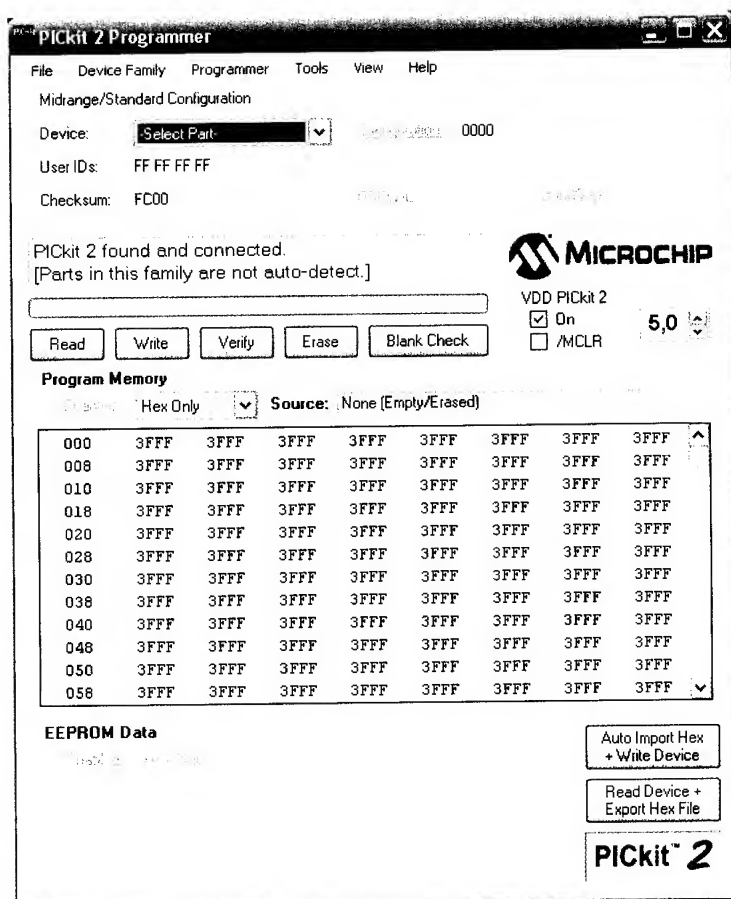 PICkit 2 Programmer
File Device Family Programmer Tools View Help
Midrange/Standard Configuration
Device: -Select Part- 0000
User IDs: FF FF FF FF
Checksum: FC00
PICkit 2 found and connected.
[Parts in this family are not auto-detect.]
MICROCHIP
VDD PICkit 2
On
/MCLR
5,0
Read Write Verify Erase Blank Check
Program Memory
Hex Only Source: None (Empty/Erased)
000 3FFF 3FFF 3FFF 3FFF 3FFF 3FFF 3FFF 3FFF
008 3FFF 3FFF 3FFF 3FFF 3FFF 3FFF 3FFF 3FFF
010 3FFF 3FFF 3FFF 3FFF 3FFF 3FFF 3FFF 3FFF
018 3FFF 3FFF 3FFF 3FFF 3FFF 3FFF 3FFF 3FFF
020 3FFF 3FFF 3FFF 3FFF 3FFF 3FFF 3FFF 3FFF
028 3FFF 3FFF 3FFF 3FFF 3FFF 3FFF 3FFF 3FFF
030 3FFF 3FFF 3FFF 3FFF 3FFF 3FFF 3FFF 3FFF
038 3FFF 3FFF 3FFF 3FFF 3FFF 3FFF 3FFF 3FFF
040 3FFF 3FFF 3FFF 3FFF 3FFF 3FFF 3FFF 3FFF
048 3FFF 3FFF 3FFF 3FFF 3FFF 3FFF 3FFF 3FFF
050 3FFF 3FFF 3FFF 3FFF 3FFF 3FFF 3FFF 3FFF
058 3FFF 3FFF 3FFF 3FFF 3FFF 3FFF 3FFF 3FFF
EEPROM Data
Auto Import Hex
+ Write Device
Read Device +
Export Hex File
PICkit™ 2